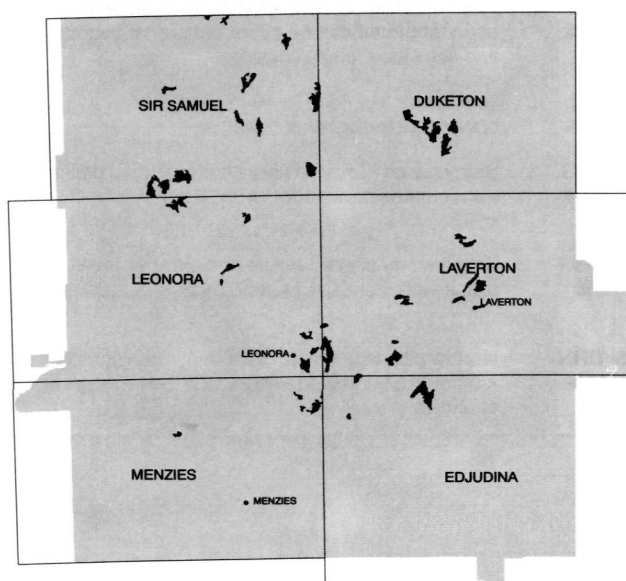 SIR SAMUEL
DUKETON
LEONORA
LAVERTON
LAVERTON
LEONORA
MENZIES
EDJUDINA
MENZIES